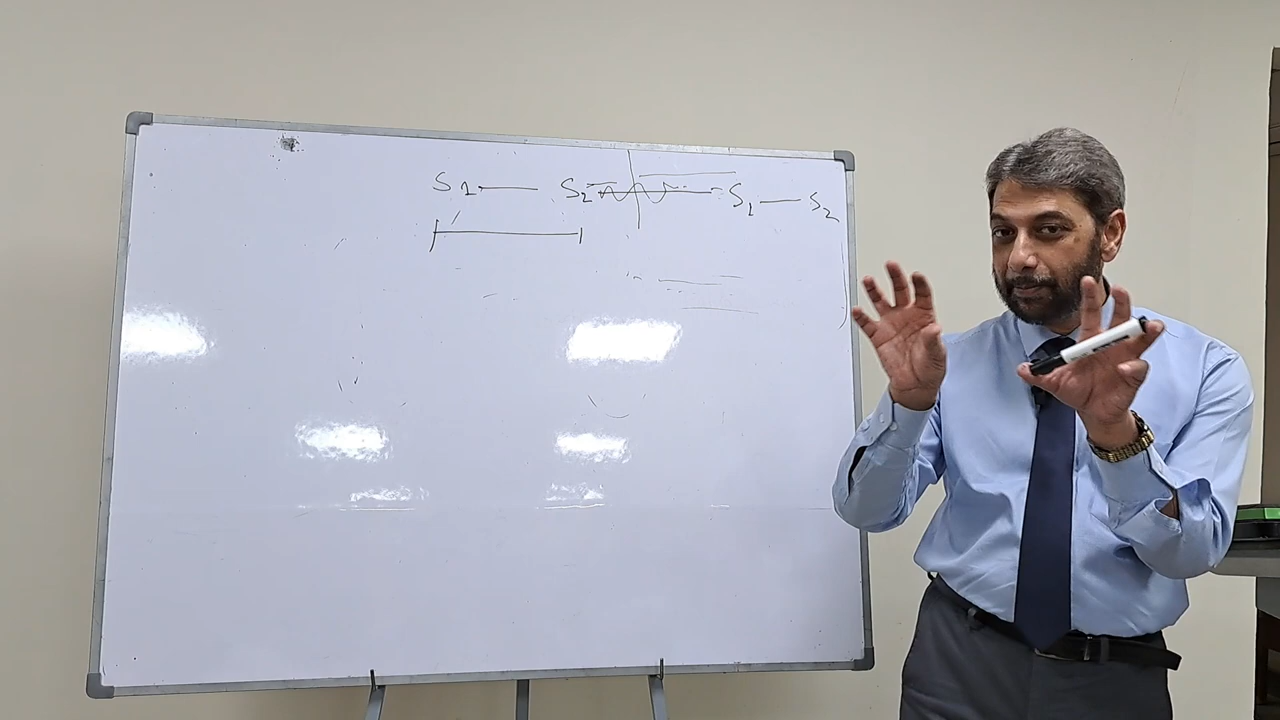 S₁ — S₂ S₁ — S₂